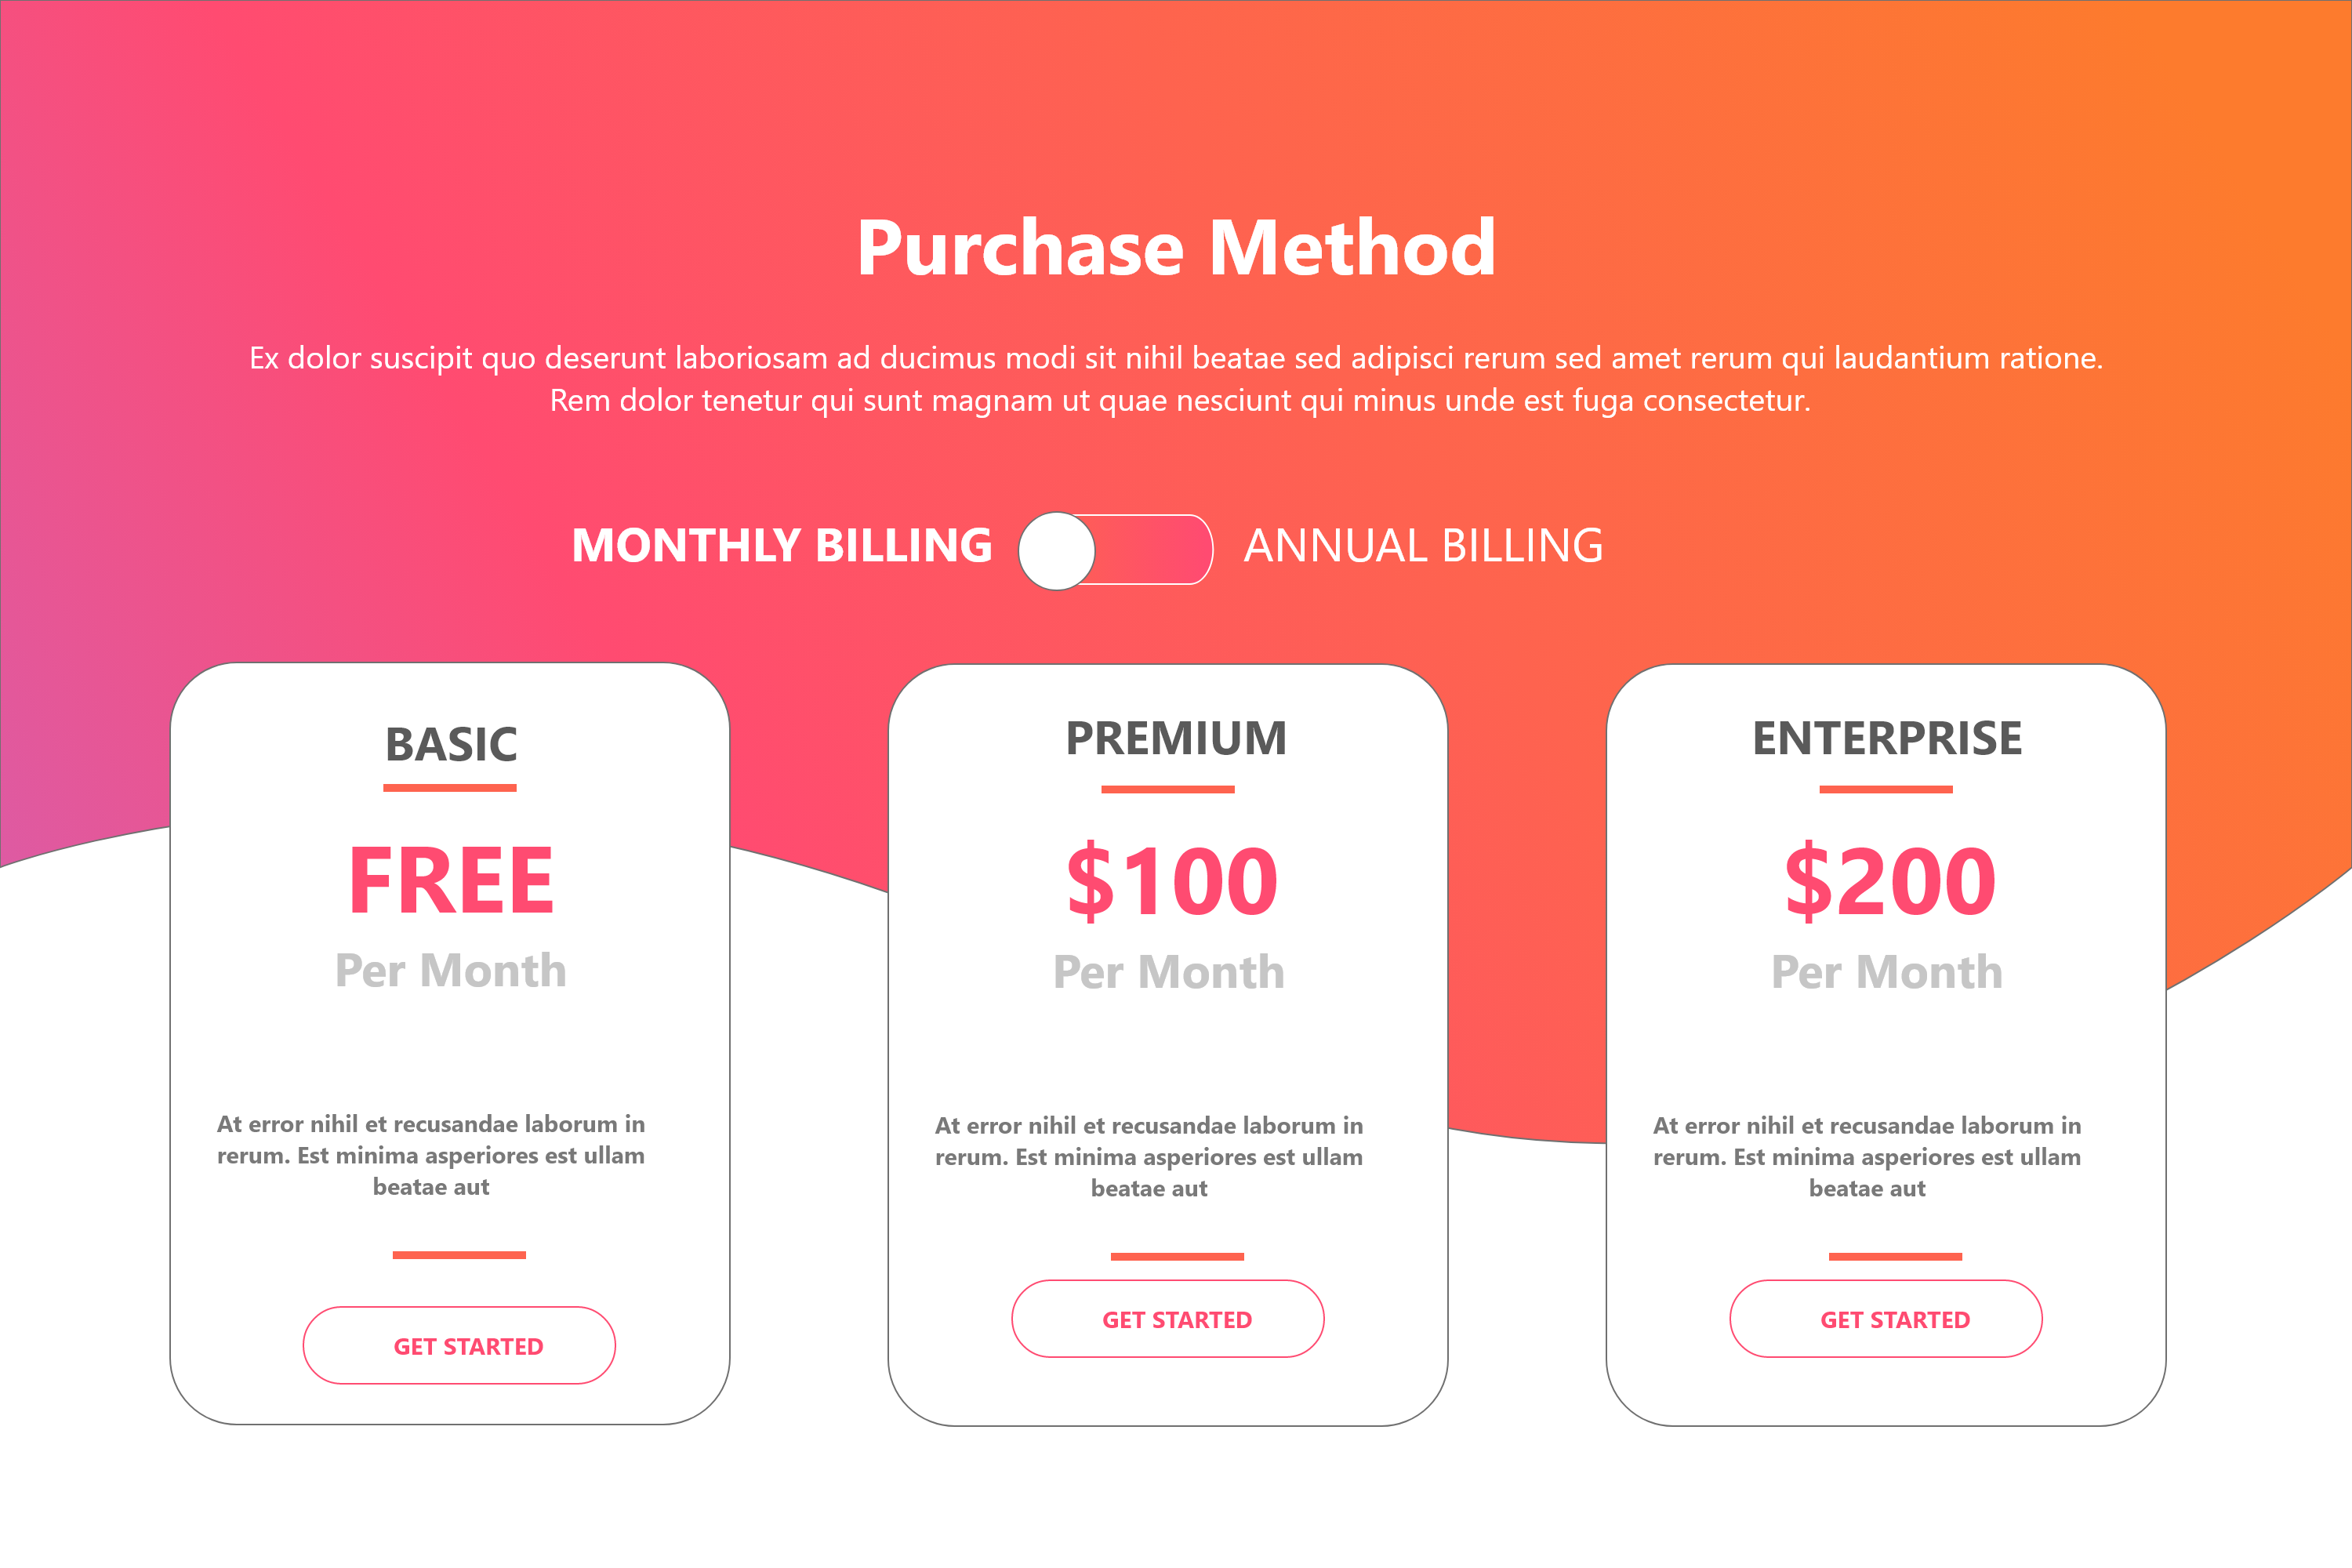 Purchase Method
Ex dolor suscipit quo deserunt laboriosam ad ducimus modi sit nihil beatae sed adipisci rerum sed amet rerum qui laudantium ratione.
Rem dolor tenetur qui sunt magnam ut quae nesciunt qui minus unde est fuga consectetur.
MONTHLY BILLING
ANNUAL BILLING
BASIC
FREE
Per Month
At error nihil et recusandae laborum in
rerum. Est minima asperiores est ullam
beatae aut
GET STARTED
PREMIUM
$100
Per Month
At error nihil et recusandae laborum in
rerum. Est minima asperiores est ullam
beatae aut
GET STARTED
ENTERPRISE
$200
Per Month
At error nihil et recusandae laborum in
rerum. Est minima asperiores est ullam
beatae aut
GET STARTED